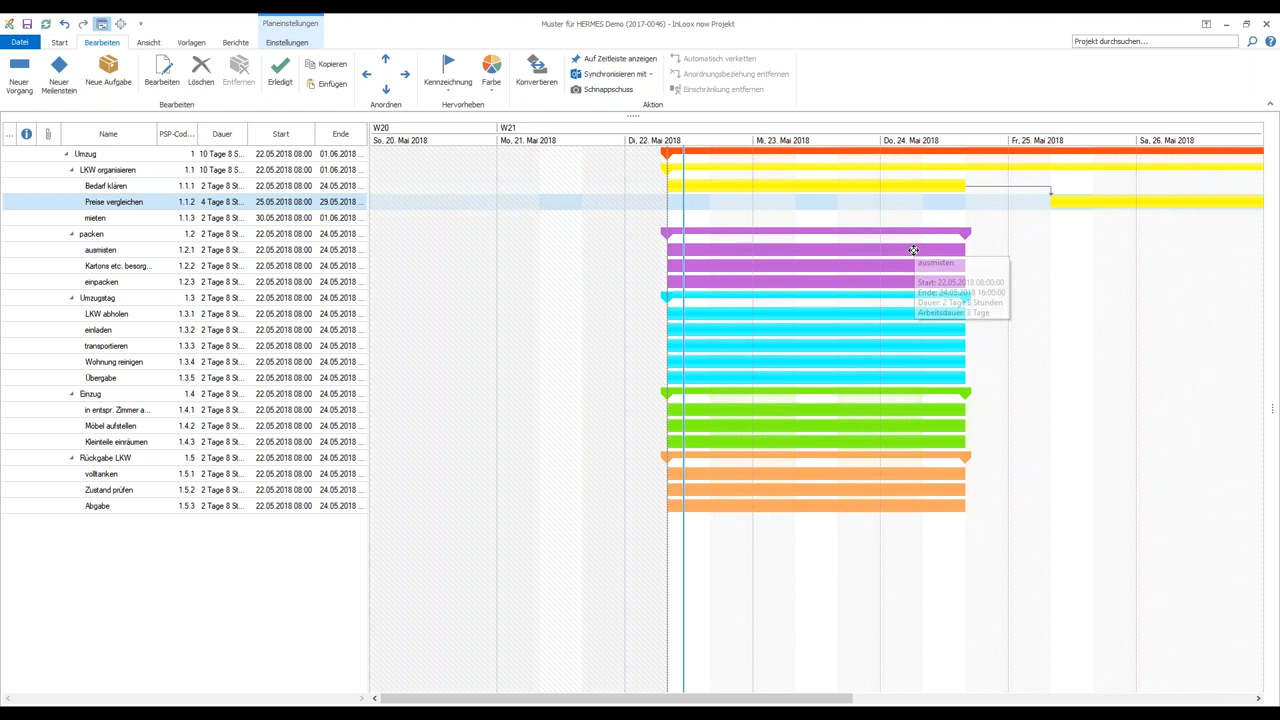 Planeinstellungen
Muster für HERMES Demo (2017-0046) - InLoox now Projekt
Datei Start Bearbeiten Ansicht Vorlagen Berichte Einstellungen
Projekt durchsuchen...
Neuer Vorgang
Neuer Meilenstein
Neue Aufgabe
Bearbeiten
Löschen
Entfernen
Erledigt
Kopieren
Einfügen
Kennzeichnung
Farbe
Konvertieren
Auf Zeitleiste anzeigen
Synchronisieren mit
Schnappschuss
Automatisch verketten
Anordnungsbeziehung entfernen
Einschränkung entfernen
Bearbeiten Anordnen Hervorheben Aktion
... Name PSP-Cod... Dauer Start Ende
W20 W21
So, 20. Mai 2018 Mo, 21. Mai 2018 Di, 22. Mai 2018 Mi, 23. Mai 2018 Do, 24. Mai 2018 Fr, 25. Mai 2018 Sa, 26. Mai 2018
Umzug 1 10 Tage 8 S... 22.05.2018 08:00 01.06.2018 ...
LKW organisieren 1.1 10 Tage 8 S... 22.05.2018 08:00 01.06.2018 ...
Bedarf klären 1.1.1 2 Tage 8 St... 22.05.2018 08:00 24.05.2018 ...
Preise vergleichen 1.1.2 4 Tage 8 St... 25.05.2018 08:00 29.05.2018 ...
mieten 1.1.3 2 Tage 8 St... 30.05.2018 08:00 01.06.2018 ...
packen 1.2 2 Tage 8 St... 22.05.2018 08:00 24.05.2018 ...
ausmisten 1.2.1 2 Tage 8 St... 22.05.2018 08:00 24.05.2018 ...
Kartons etc. besorg... 1.2.2 2 Tage 8 St... 22.05.2018 08:00 24.05.2018 ...
einpacken 1.2.3 2 Tage 8 St... 22.05.2018 08:00 24.05.2018 ...
Umzugstag 1.3 2 Tage 8 St... 22.05.2018 08:00 24.05.2018 ...
LKW abholen 1.3.1 2 Tage 8 St... 22.05.2018 08:00 24.05.2018 ...
einladen 1.3.2 2 Tage 8 St... 22.05.2018 08:00 24.05.2018 ...
transportieren 1.3.3 2 Tage 8 St... 22.05.2018 08:00 24.05.2018 ...
Wohnung reinigen 1.3.4 2 Tage 8 St... 22.05.2018 08:00 24.05.2018 ...
Übergabe 1.3.5 2 Tage 8 St... 22.05.2018 08:00 24.05.2018 ...
Einzug 1.4 2 Tage 8 St... 22.05.2018 08:00 24.05.2018 ...
in entspr. Zimmer a... 1.4.1 2 Tage 8 St... 22.05.2018 08:00 24.05.2018 ...
Möbel aufstellen 1.4.2 2 Tage 8 St... 22.05.2018 08:00 24.05.2018 ...
Kleinteile einräumen 1.4.3 2 Tage 8 St... 22.05.2018 08:00 24.05.2018 ...
Rückgabe LKW 1.5 2 Tage 8 St... 22.05.2018 08:00 24.05.2018 ...
volltanken 1.5.1 2 Tage 8 St... 22.05.2018 08:00 24.05.2018 ...
Zustand prüfen 1.5.2 2 Tage 8 St... 22.05.2018 08:00 24.05.2018 ...
Abgabe 1.5.3 2 Tage 8 St... 22.05.2018 08:00 24.05.2018 ...
ausmisten
Start: 22.05.2018 08:00:00
Ende: 24.05.2018 16:00:00
Dauer: 2 Tage 8 Stunden
Arbeitsdauer: 3 Tage